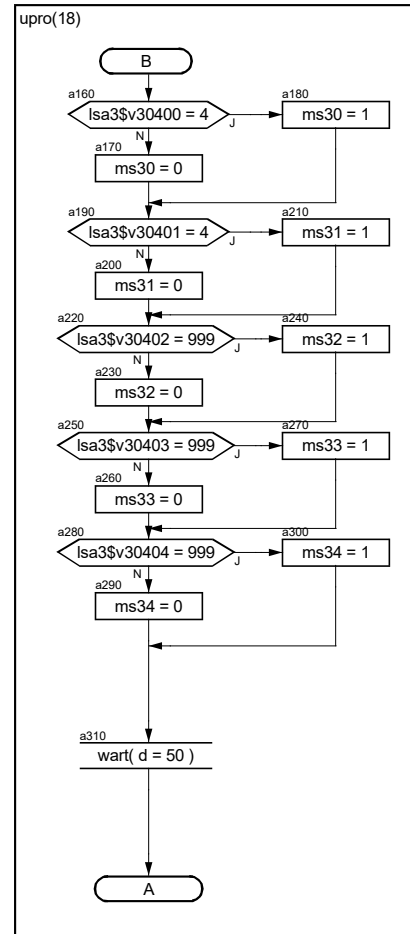 upro(18)
B
a160
lsa3$v30400 = 4
J
N
a180
ms30 = 1
a170
ms30 = 0
a190
lsa3$v30401 = 4
J
N
a210
ms31 = 1
a200
ms31 = 0
a220
lsa3$v30402 = 999
J
N
a240
ms32 = 1
a230
ms32 = 0
a250
lsa3$v30403 = 999
J
N
a270
ms33 = 1
a260
ms33 = 0
a280
lsa3$v30404 = 999
J
N
a300
ms34 = 1
a290
ms34 = 0
a310
wart( d = 50 )
A